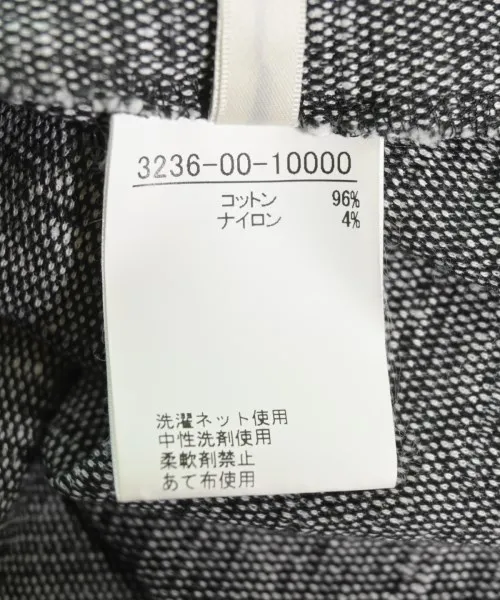 3236-00-10000
コットン 96%
ナイロン 4%
洗濯ネット使用
中性洗剤使用
柔軟剤禁止
あて布使用